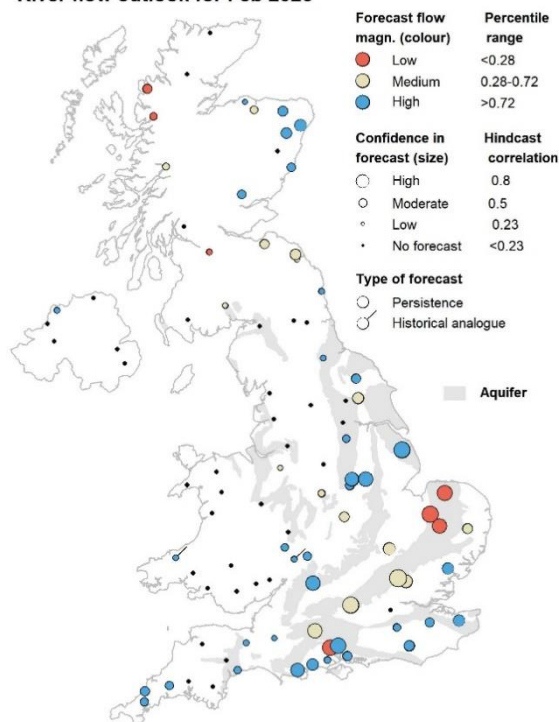 River flow outlook for Feb 2026
Forecast flow Percentile
magn. (colour) range
Low <0.28
Medium 0.28-0.72
High >0.72
Confidence in Hindcast
forecast (size) correlation
High 0.8
Moderate 0.5
Low 0.23
No forecast <0.23
Type of forecast
Persistence
Historical analogue
Aquifer